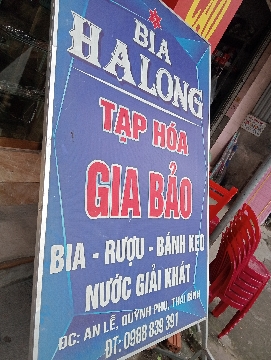 BIA
HALONG
TẠP HÓA
GIA BẢO
BIA - RƯỢU - BÁNH KẸO
NƯỚC GIẢI KHÁT
ĐC: AN LỄ, QUỲNH PHỤ, THÁI BÌNH
ĐT: 0988 839 391